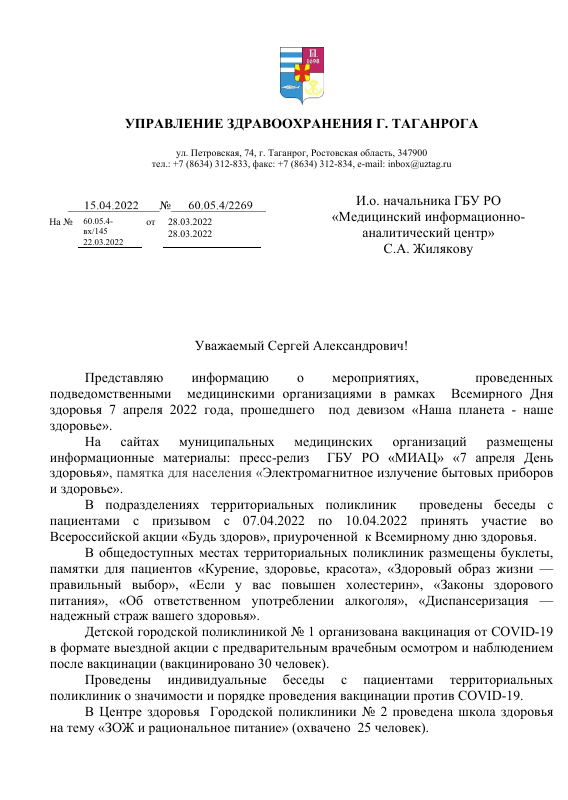 П.
1698
УПРАВЛЕНИЕ ЗДРАВООХРАНЕНИЯ Г. ТАГАНРОГА
ул. Петровская, 74, г. Таганрог, Ростовская область, 347900
тел.: +7 (8634) 312-833, факс: +7 (8634) 312-834, e-mail: inbox@uztag.ru
15.04.2022 № 60.05.4/2269
На № 60.05.4-вх/145 22.03.2022 от 28.03.2022 28.03.2022
И.о. начальника ГБУ РО
«Медицинский информационно-
аналитический центр»
С.А. Жилякову
Уважаемый Сергей Александрович!
Представляю информацию о мероприятиях, проведенных
подведомственными медицинскими организациями в рамках Всемирного Дня
здоровья 7 апреля 2022 года, прошедшего под девизом «Наша планета - наше
здоровье».
На сайтах муниципальных медицинских организаций размещены
информационные материалы: пресс-релиз ГБУ РО «МИАЦ» «7 апреля День
здоровья», памятка для населения «Электромагнитное излучение бытовых приборов
и здоровье».
В подразделениях территориальных поликлиник проведены беседы с
пациентами с призывом с 07.04.2022 по 10.04.2022 принять участие во
Всероссийской акции «Будь здоров», приуроченной к Всемирному дню здоровья.
В общедоступных местах территориальных поликлиник размещены буклеты,
памятки для пациентов «Курение, здоровье, красота», «Здоровый образ жизни —
правильный выбор», «Если у вас повышен холестерин», «Законы здорового
питания», «Об ответственном употреблении алкоголя», «Диспансеризация —
надежный страж вашего здоровья».
Детской городской поликлиникой № 1 организована вакцинация от COVID-19
в формате выездной акции с предварительным врачебным осмотром и наблюдением
после вакцинации (вакцинировано 30 человек).
Проведены индивидуальные беседы с пациентами территориальных
поликлиник о значимости и порядке проведения вакцинации против COVID-19.
В Центре здоровья Городской поликлиники № 2 проведена школа здоровья
на тему «ЗОЖ и рациональное питание» (охвачено 25 человек).